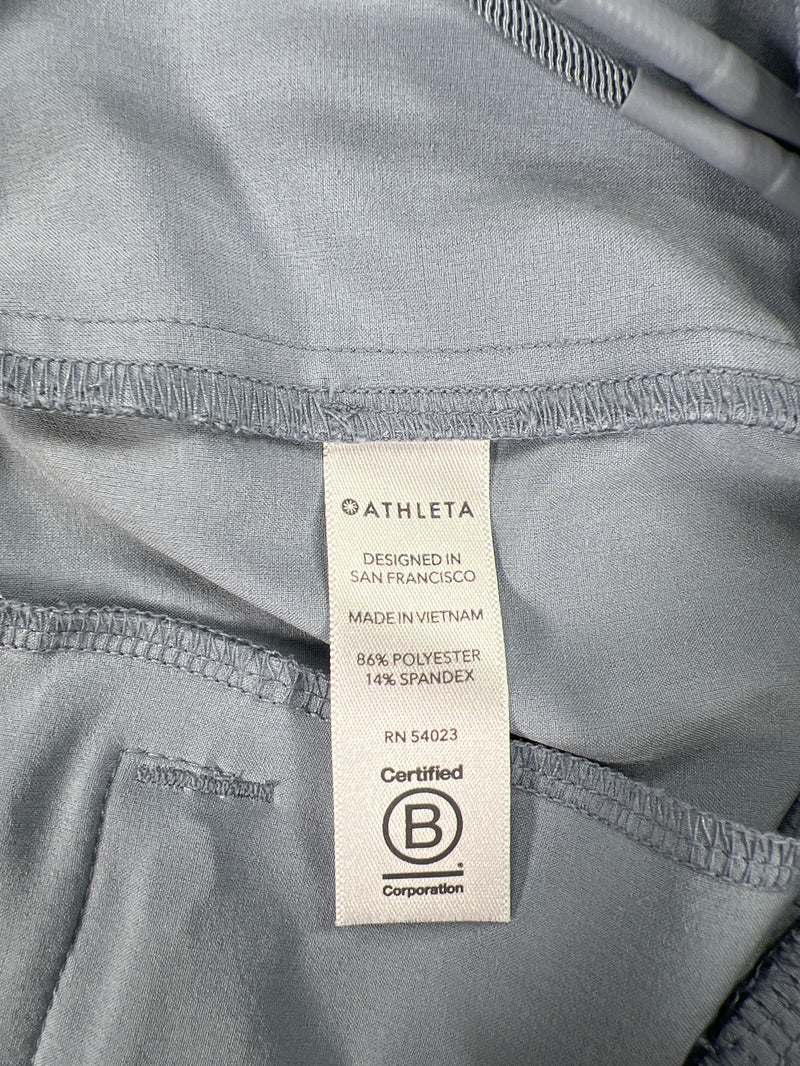 ATHLETA
DESIGNED IN
SAN FRANCISCO
MADE IN VIETNAM
86% POLYESTER
14% SPANDEX
RN 54023
Certified
B
Corporation